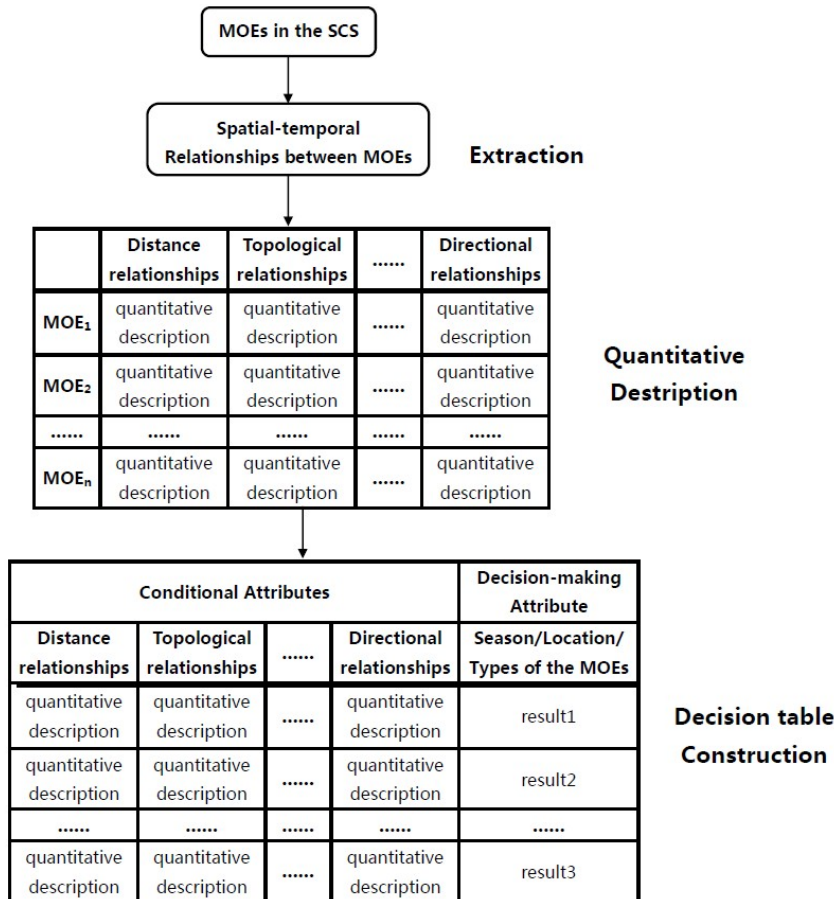 MOEs in the SCS
Spatial-temporal
Relationships between MOEs
Extraction
Distance Topological ...... Directional
relationships relationships relationships
MOE₁ quantitative quantitative ...... quantitative
description description description
MOE₂ quantitative quantitative ...... quantitative
description description description
...... ...... ...... ...... ......
MOEₙ quantitative quantitative ...... quantitative
description description description
Quantitative
Destription
Conditional Attributes Decision-making
Attribute
Distance Topological ...... Directional Season/Location/
relationships relationships relationships Types of the MOEs
quantitative quantitative ...... quantitative result1
description description description
quantitative quantitative ...... quantitative result2
description description description
...... ...... ...... ...... ......
quantitative quantitative ...... quantitative result3
description description description
Decision table
Construction